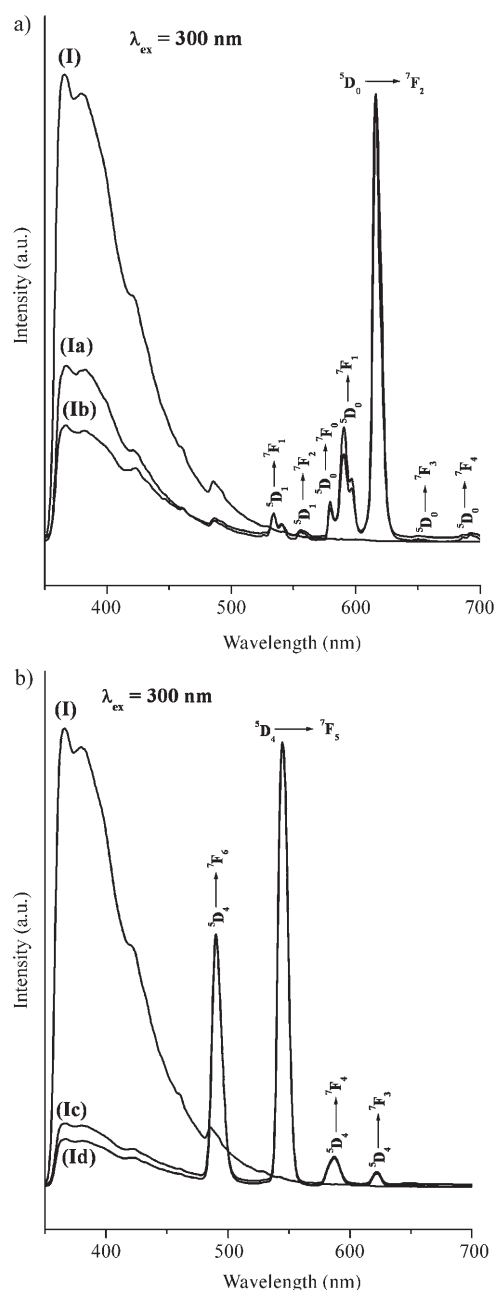 a)
λex = 300 nm
(I)
⁵D₀ → ⁷F₂
(Ia)
(Ib)
⁵D₁ → ⁷F₁
⁵D₁ → ⁷F₂
⁵D₀ → ⁷F₀
⁵D₀ → ⁷F₁
⁵D₀ → ⁷F₃
⁵D₀ → ⁷F₄
Intensity (a.u.)
400 500 600 700
Wavelength (nm)
b)
λex = 300 nm
(I)
⁵D₄ → ⁷F₅
⁵D₄ → ⁷F₆
(Ic)
(Id)
⁵D₄ → ⁷F₄
⁵D₄ → ⁷F₃
Intensity (a.u.)
400 500 600 700
Wavelength (nm)